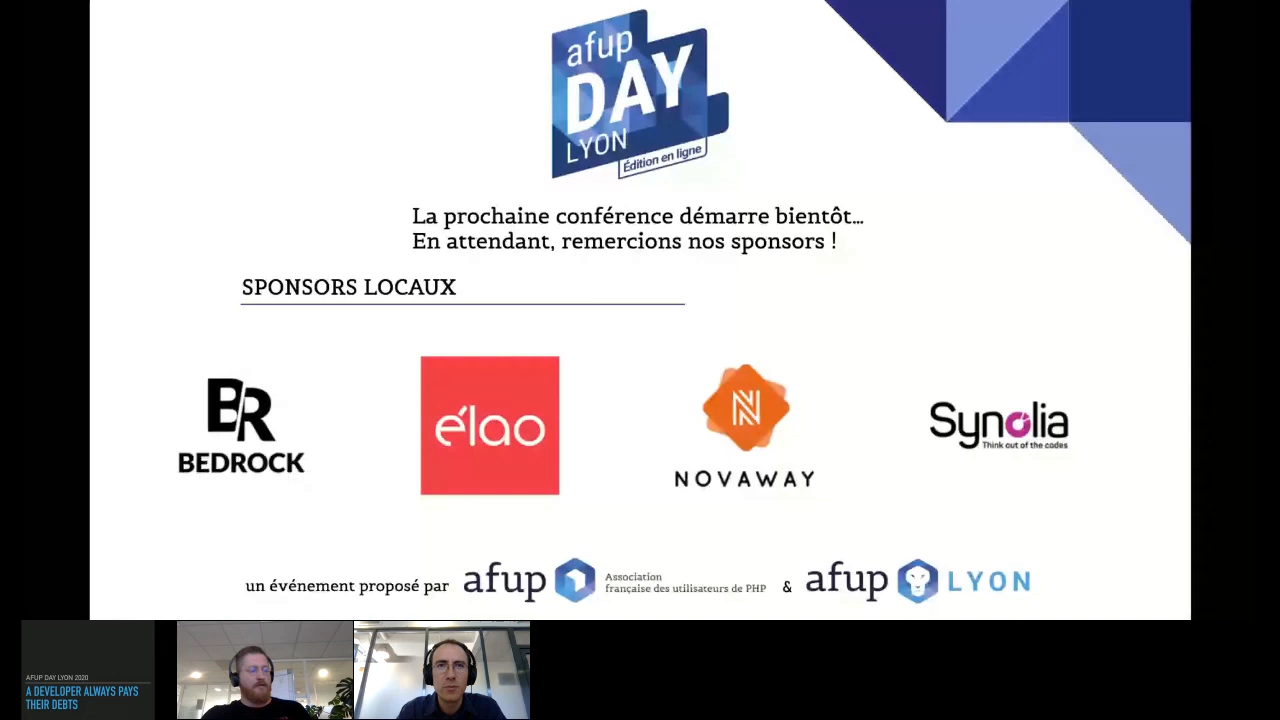 afup
DAY
LYON
Édition en ligne
La prochaine conférence démarre bientôt...
En attendant, remercions nos sponsors !
SPONSORS LOCAUX
BR
BEDROCK
élao
N
NOVAWAY
Synolia
Think out of the codes
un événement proposé par
afup
Association
française des utilisateurs de PHP
&
afup
LYON
AFUP DAY LYON 2020
A DEVELOPER ALWAYS PAYS
THEIR DEBTS